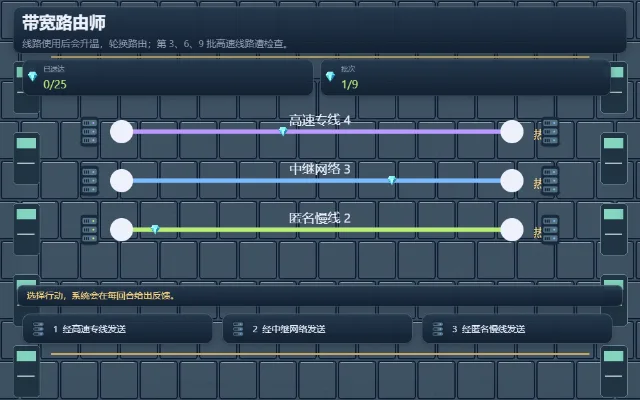 带宽路由师
线路使用后会升温，轮换路由；第 3、6、9 批高速线路遭检查。
已送达
0/25
批次
1/9
高速专线 4
热
中继网络 3
热
匿名慢线 2
热
选择行动，系统会在每回合给出反馈。
1 经高速专线发送
2 经中继网络发送
3 经匿名慢线发送